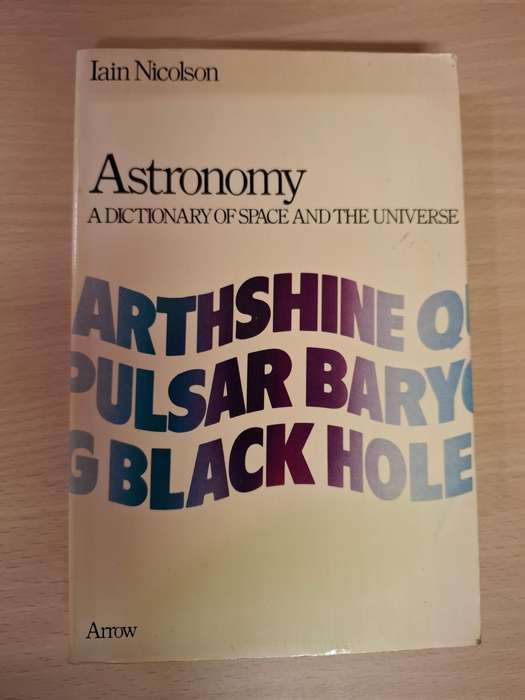 Iain Nicolson
Astronomy
A DICTIONARY OF SPACE AND THE UNIVERSE
ARTHSHINE QU
PULSAR BARYO
G BLACK HOLE
Arrow